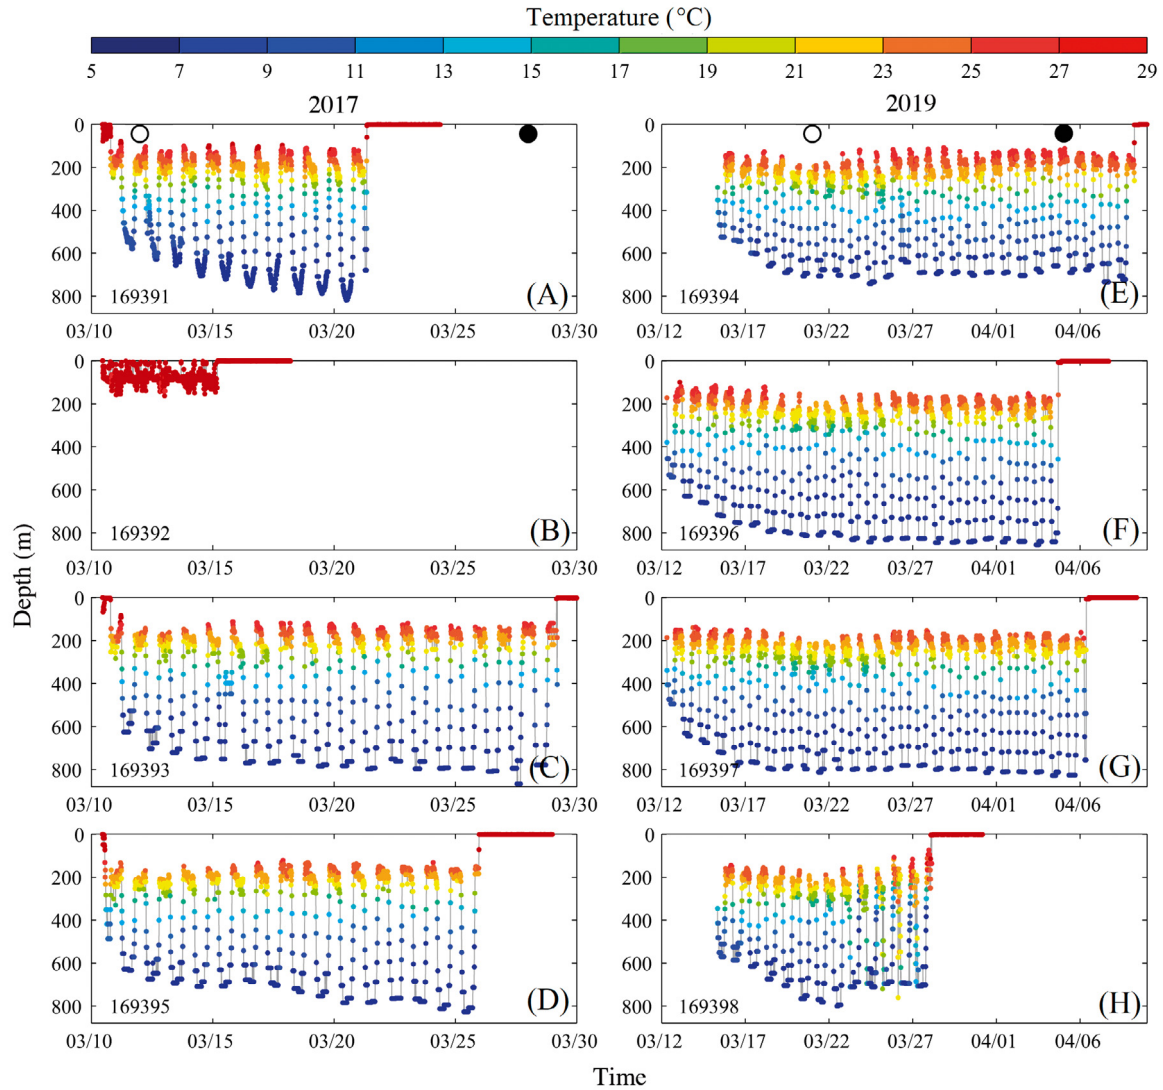 Temperature (°C)
5 7 9 11 13 15 17 19 21 23 25 27 29
2017 2019
0 200 400 600 800
169391 (A)
03/10 03/15 03/20 03/25 03/30
0 200 400 600 800
169394 (E)
03/12 03/17 03/22 03/27 04/01 04/06
0 200 400 600 800
169392 (B)
03/10 03/15 03/20 03/25 03/30
0 200 400 600 800
169396 (F)
03/12 03/17 03/22 03/27 04/01 04/06
Depth (m)
0 200 400 600 800
169393 (C)
03/10 03/15 03/20 03/25 03/30
0 200 400 600 800
169397 (G)
03/12 03/17 03/22 03/27 04/01 04/06
0 200 400 600 800
169395 (D)
03/10 03/15 03/20 03/25 03/30
0 200 400 600 800
169398 (H)
03/12 03/17 03/22 03/27 04/01 04/06
Time